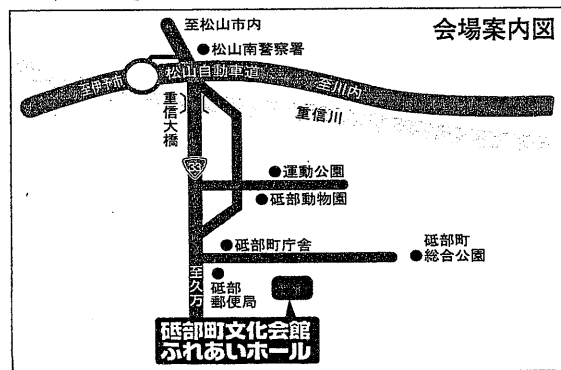 会場案内図
至松山市内
松山南警察署
至伊予市
松山自動車道
至川内
重信大橋
重信川
33
運動公園
砥部動物園
砥部町庁舎
砥部町
総合公園
至久万
砥部
郵便局
砥部町文化会館
ふれあいホール